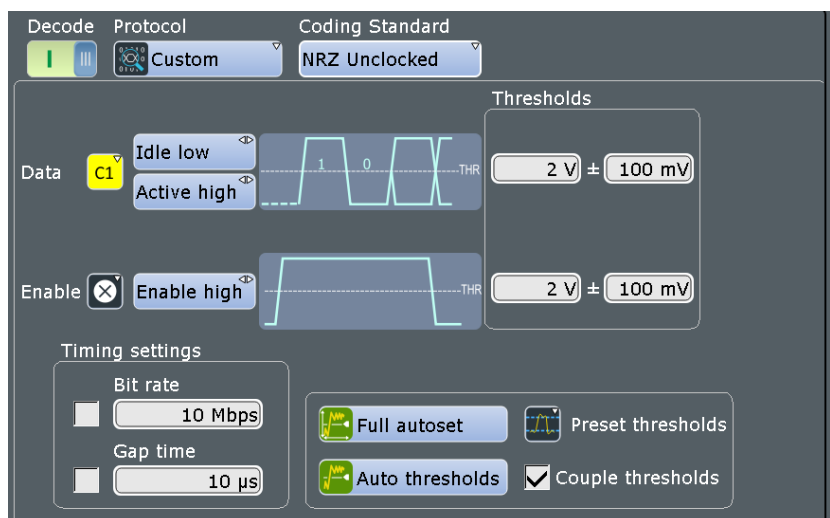 Decode Protocol Coding Standard
I Custom NRZ Unclocked
Thresholds
Data C1 Idle low 1 0 THR 2 V ± 100 mV
Active high
Enable Enable high THR 2 V ± 100 mV
Timing settings
Bit rate
10 Mbps
Gap time
10 µs
Full autoset Preset thresholds
Auto thresholds Couple thresholds